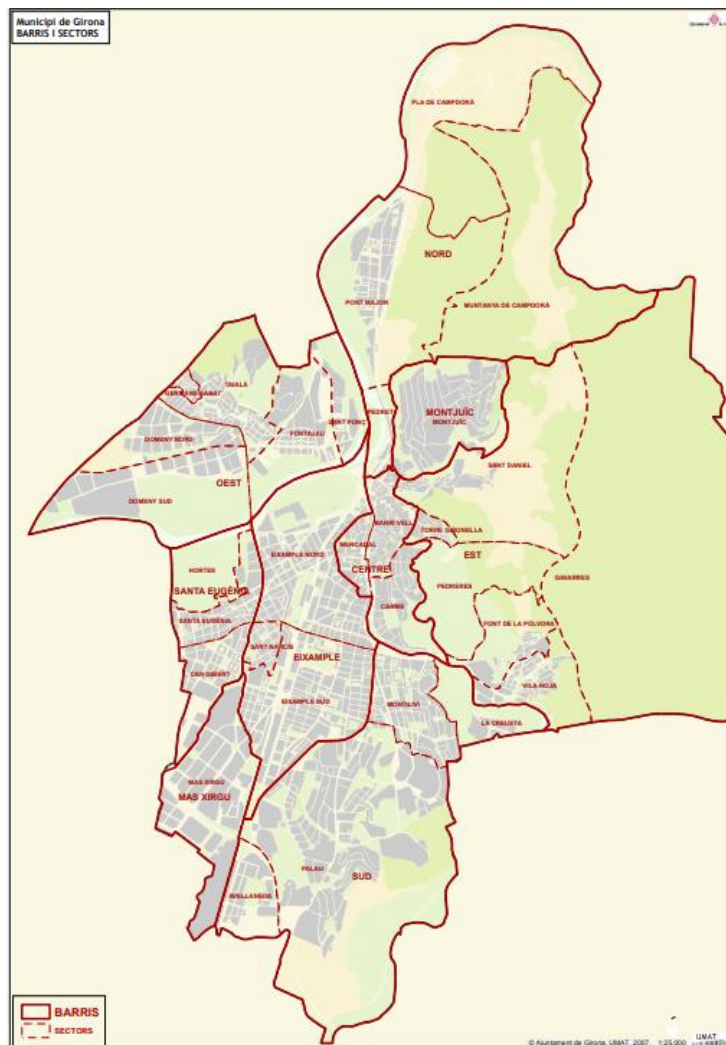 Municipi de Girona
BARRIS I SECTORS
PLA DE CAMPDORÀ
NORD
PONT MAJOR
MUNTANYA DE CAMPDORÀ
TAIALÀ
GERMANS SABAT
DOMENY NORD
FONTAJAU
SANT PONÇ
PEDRET
MONTJUÏC
MONTJUÏC
SANT DANIEL
OEST
DOMENY SUD
BARRI VELL
TORRE GIRONELLA
MERCADAL
EIXAMPLE NORD
EST
CENTRE
HORTES
GAVARRES
PEDRERES
SANTA EUGÈNIA
CARME
SANTA EUGÈNIA
FONT DE LA PÓLVORA
SANT NARCÍS
EIXAMPLE
CAN GIBERT
VILA-ROJA
EIXAMPLE SUD
MONTILIVI
LA CREUETA
MAS XIRGU
MAS XIRGU
PALAU
SUD
AVELLANEDA
BARRIS
SECTORS
© Ajuntament de Girona, UMAT, 2007. 1:25.000
UMAT